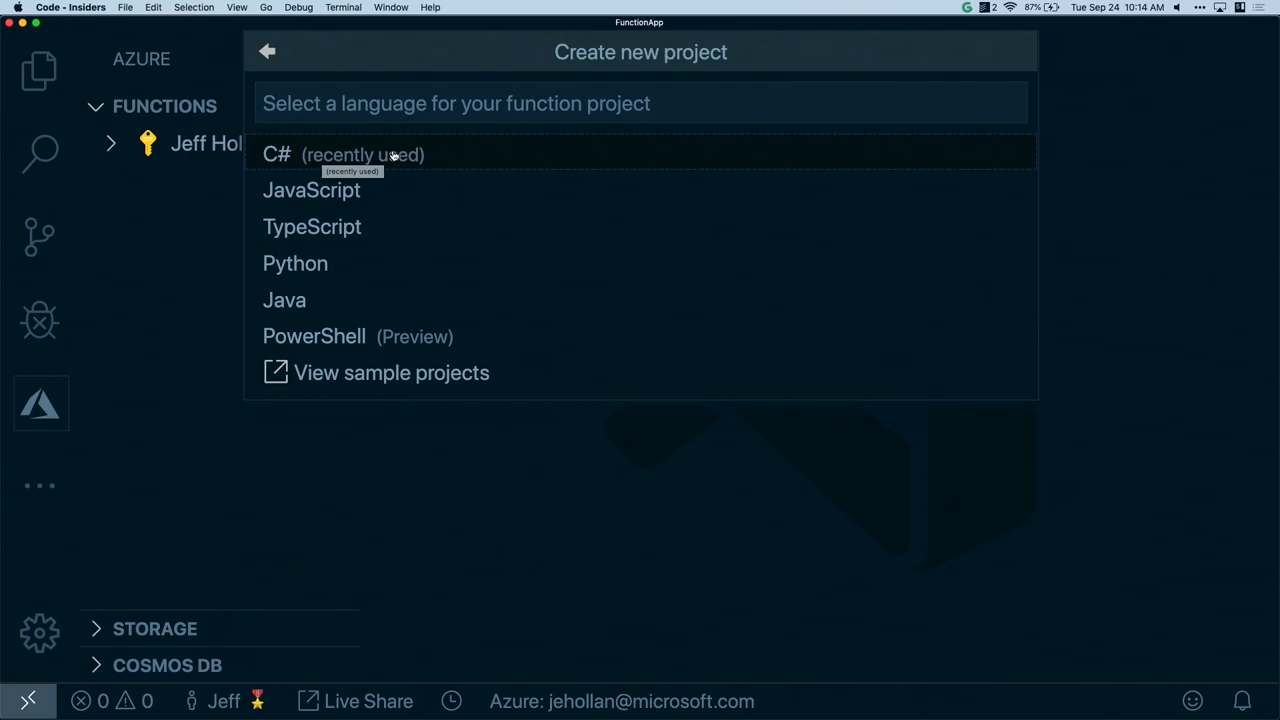 Code - Insiders File Edit Selection View Go Debug Terminal Window Help 2 87% Tue Sep 24 10:14 AM
FunctionApp
AZURE
Create new project
FUNCTIONS
Select a language for your function project
Jeff Hol
C# (recently used)
(recently used)
JavaScript
TypeScript
Python
Java
PowerShell (Preview)
View sample projects
STORAGE
COSMOS DB
0 0 Jeff Live Share Azure: jehollan@microsoft.com